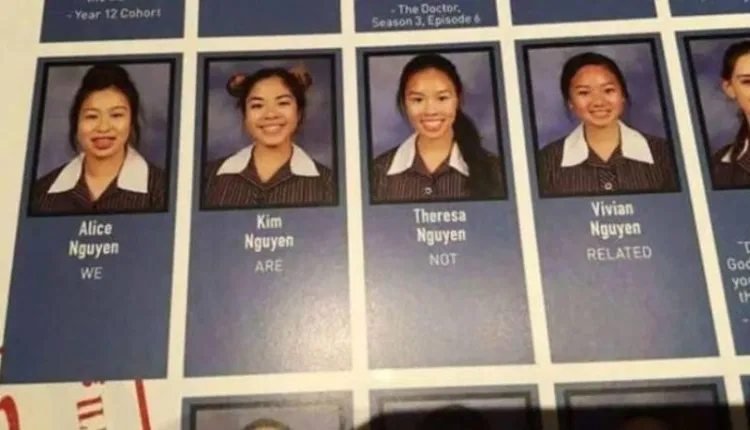 - Year 12 Cohort
- The Doctor,
Season 3, Episode 6
Alice
Nguyen
WE
Kim
Nguyen
ARE
Theresa
Nguyen
NOT
Vivian
Nguyen
RELATED